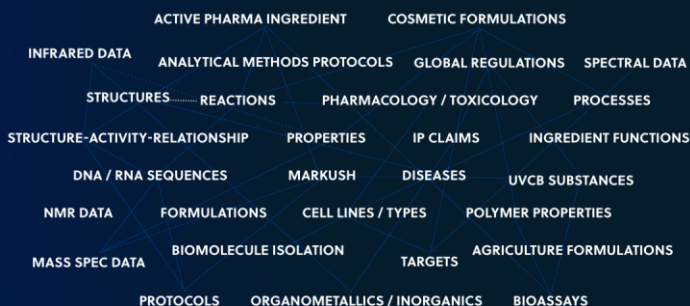 ACTIVE PHARMA INGREDIENT COSMETIC FORMULATIONS
INFRARED DATA ANALYTICAL METHODS PROTOCOLS GLOBAL REGULATIONS SPECTRAL DATA
STRUCTURES REACTIONS PHARMACOLOGY / TOXICOLOGY PROCESSES
STRUCTURE-ACTIVITY-RELATIONSHIP PROPERTIES IP CLAIMS INGREDIENT FUNCTIONS
DNA / RNA SEQUENCES MARKUSH DISEASES UVCB SUBSTANCES
NMR DATA FORMULATIONS CELL LINES / TYPES POLYMER PROPERTIES
MASS SPEC DATA BIOMOLECULE ISOLATION TARGETS AGRICULTURE FORMULATIONS
PROTOCOLS ORGANOMETALLICS / INORGANICS BIOASSAYS